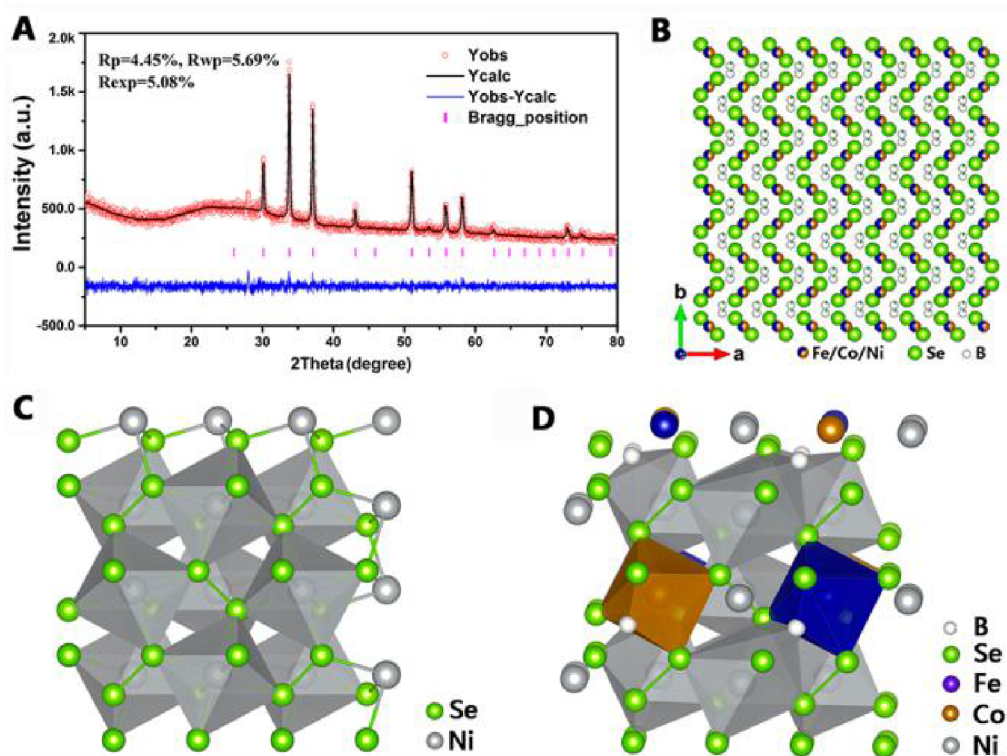 A
2.0k
Rp=4.45%, Rwp=5.69%
Rexp=5.08%
Yobs
Ycalc
Yobs-Ycalc
Bragg_position
1.5k
1.0k
500.0
0.0
-500.0
Intensity (a.u.)
10 20 30 40 50 60 70 80
2Theta (degree)
B
b
a
Fe/Co/Ni Se B
C
Se
Ni
D
B
Se
Fe
Co
Ni